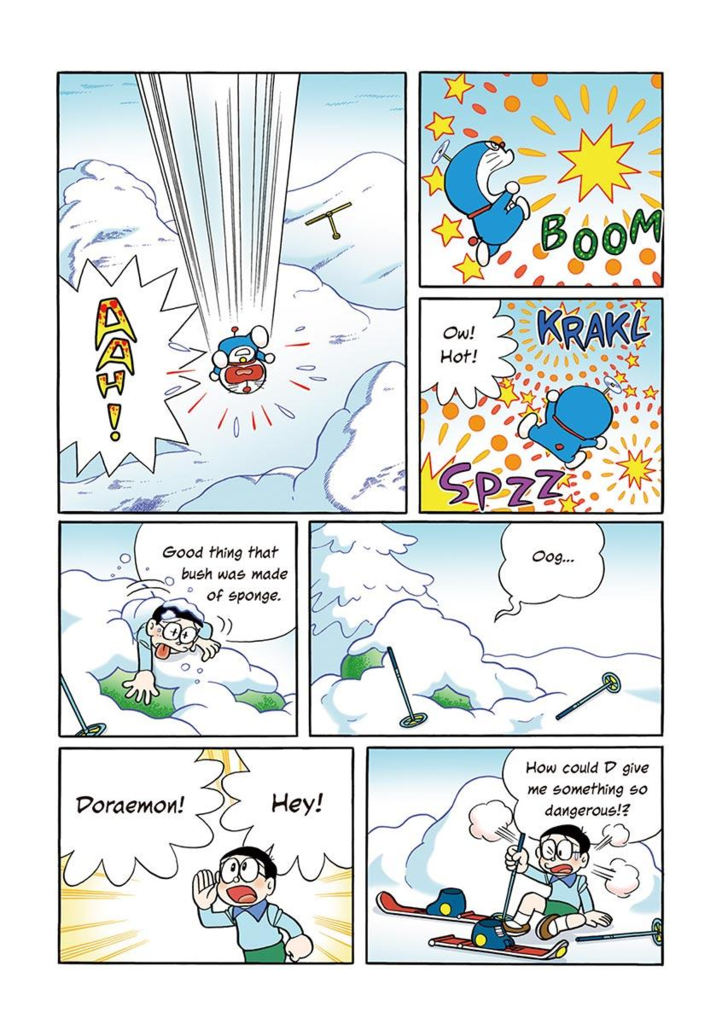 BOOM
KRAKL
Ow!
Hot!
SPZZ
AAH!
Oog...
Good thing that
bush was made
of sponge.
How could D give
me something so
dangerous!?
Hey!
Doraemon!